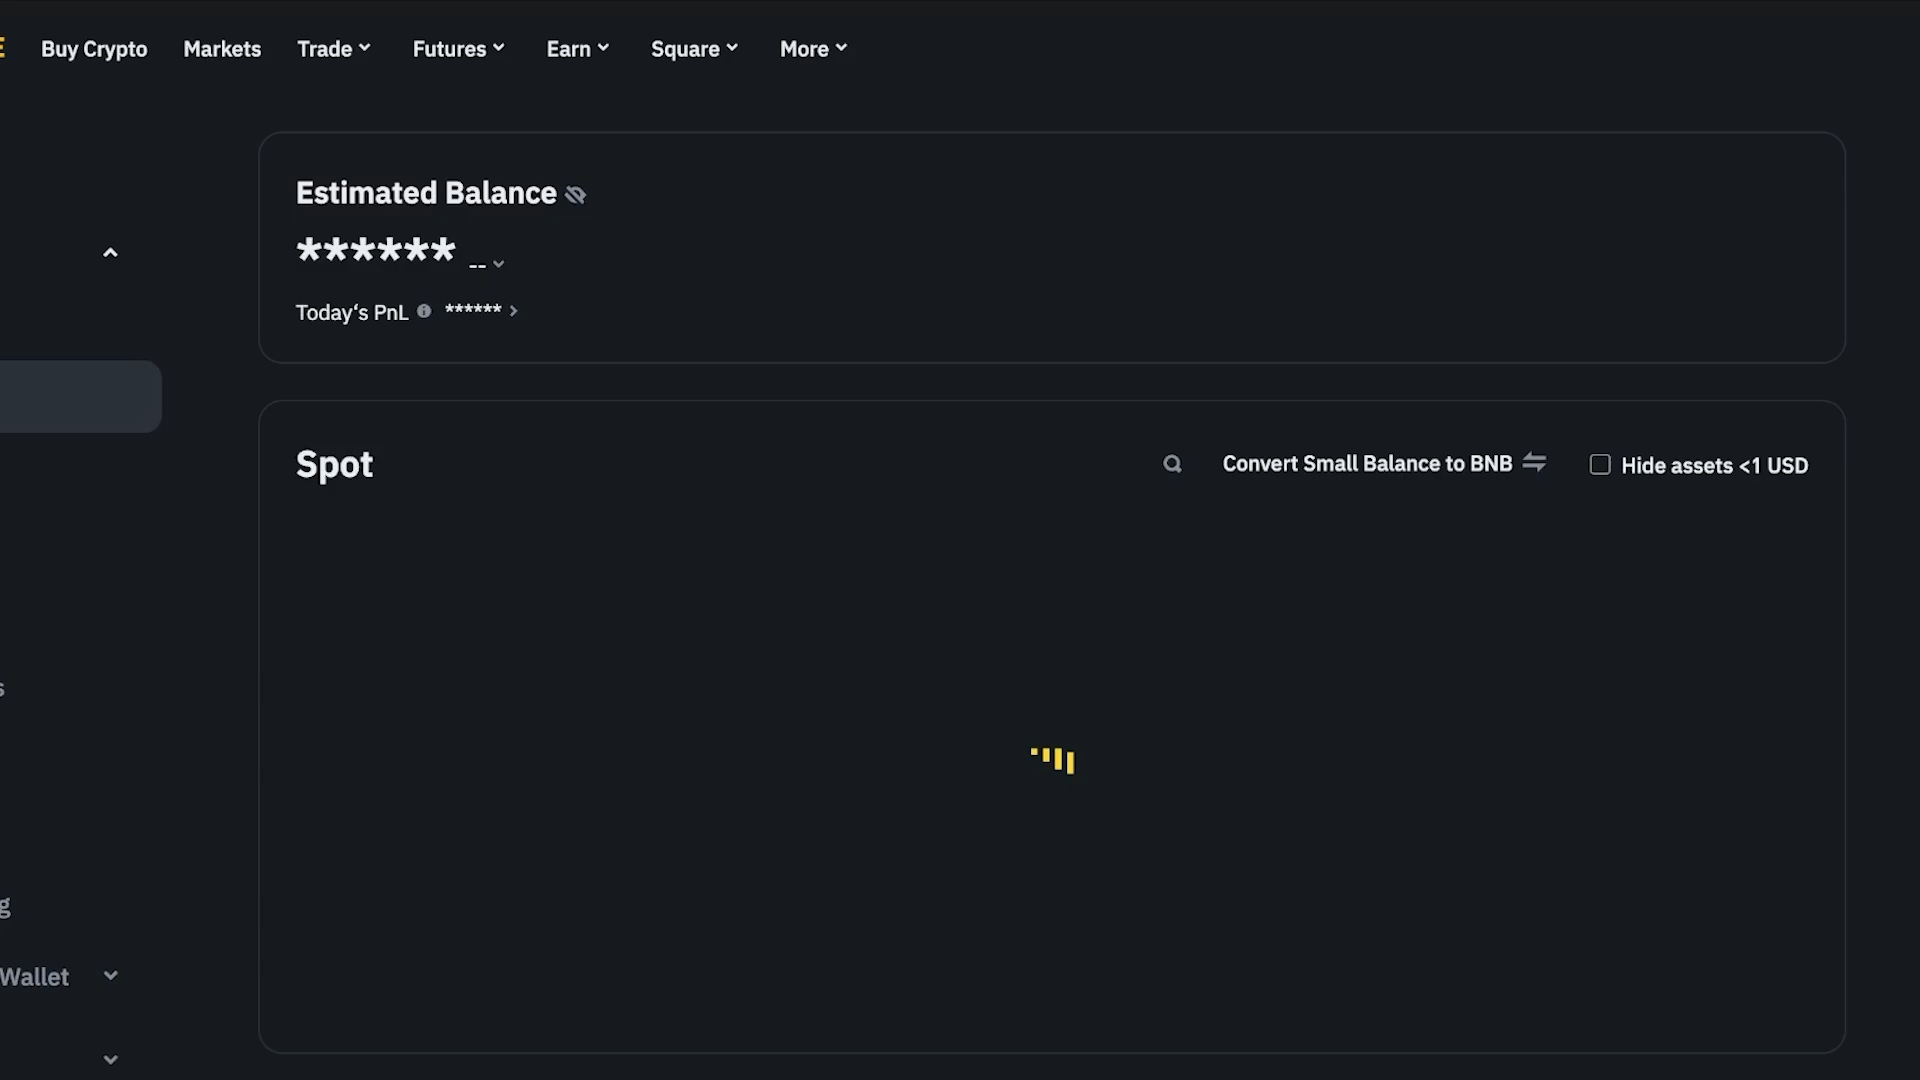 E Buy Crypto Markets Trade Futures Earn Square More
Estimated Balance
****** --
Today‘s PnL ****** 
Spot Convert Small Balance to BNB Hide assets <1 USD
s
g
Wallet